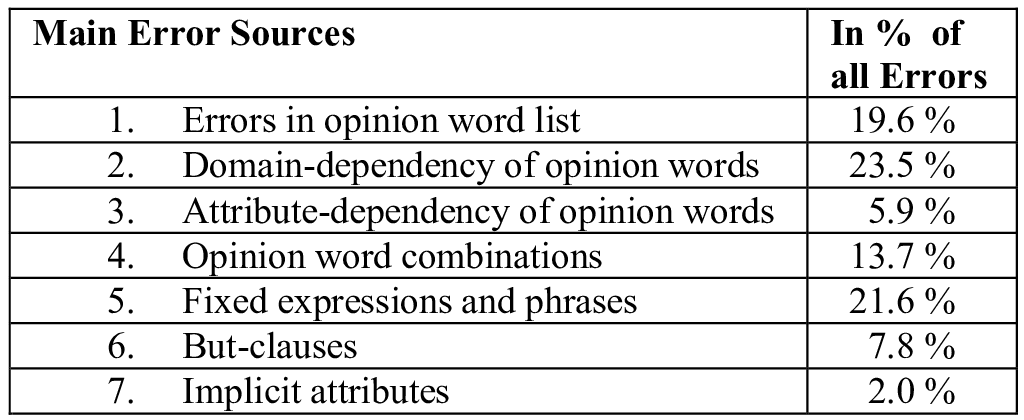 Main Error Sources In % of
all Errors
1. Errors in opinion word list 19.6 %
2. Domain-dependency of opinion words 23.5 %
3. Attribute-dependency of opinion words 5.9 %
4. Opinion word combinations 13.7 %
5. Fixed expressions and phrases 21.6 %
6. But-clauses 7.8 %
7. Implicit attributes 2.0 %